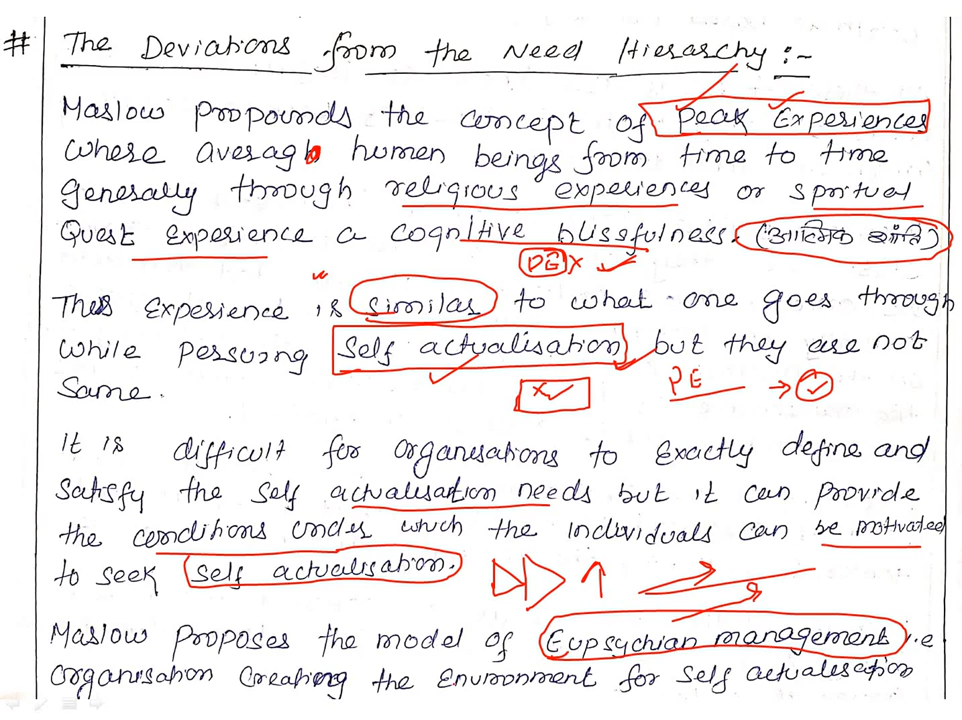 # The Deviations from the Need Hierarchy :-
Maslow propounds the concept of Peak Experiences
where average human beings from time to time
generally through religious experiences or spritual
Quest experience a cognitive blissfulness. (आत्मिक शांति)
PE x
This experience is similar to what one goes through
while persuing self actualisation but they are not
same.
x
PE
It is difficult for organisations to exactly define and
satisfy the self actualisation needs but it can provide
the conditions under which the individuals can be motivated
to seek self actualisation.
Maslow proposes the model of Eupsychian management i.e
organisation creating the environment for self actualisation